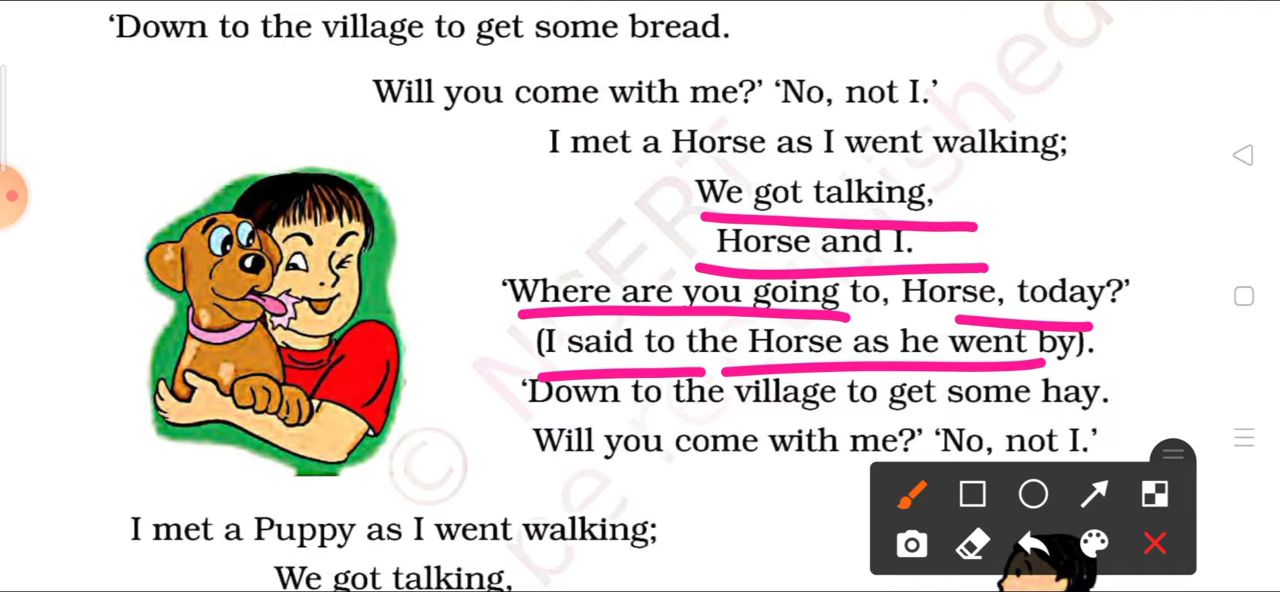 ‘Down to the village to get some bread.
Will you come with me?’ ‘No, not I.’
I met a Horse as I went walking;
We got talking,
Horse and I.
‘Where are you going to, Horse, today?’
(I said to the Horse as he went by).
‘Down to the village to get some hay.
Will you come with me?’ ‘No, not I.’
I met a Puppy as I went walking;
We got talking,
© NCERT
be republished